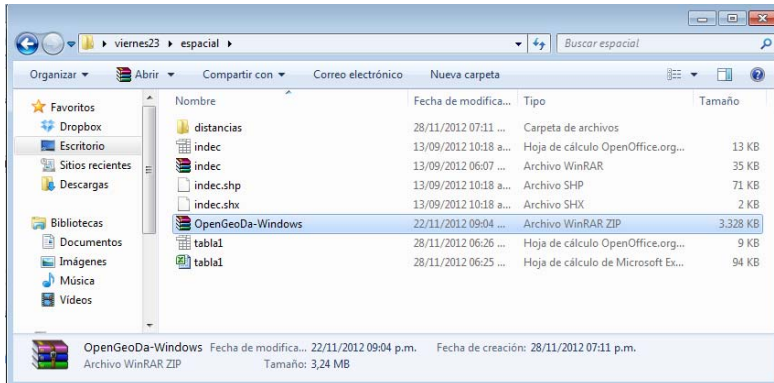 viernes23 espacial Buscar espacial
Organizar Abrir Compartir con Correo electrónico Nueva carpeta
Favoritos
Dropbox
Escritorio
Sitios recientes
Descargas
Bibliotecas
Documentos
Imágenes
Música
Vídeos
Nombre Fecha de modifica... Tipo Tamaño
distancias 28/11/2012 07:11 ... Carpeta de archivos
indec 13/09/2012 10:18 a... Hoja de cálculo OpenOffice.org... 13 KB
indec 13/09/2012 06:07 ... Archivo WinRAR 35 KB
indec.shp 13/09/2012 10:18 a... Archivo SHP 71 KB
indec.shx 13/09/2012 10:18 a... Archivo SHX 2 KB
OpenGeoDa-Windows 22/11/2012 09:04 ... Archivo WinRAR ZIP 3.328 KB
tabla1 28/11/2012 06:26 ... Hoja de cálculo OpenOffice.org... 9 KB
tabla1 28/11/2012 06:25 ... Hoja de cálculo de Microsoft Ex... 94 KB
OpenGeoDa-Windows Fecha de modifica... 22/11/2012 09:04 p.m. Fecha de creación: 28/11/2012 07:11 p.m.
Archivo WinRAR ZIP Tamaño: 3,24 MB